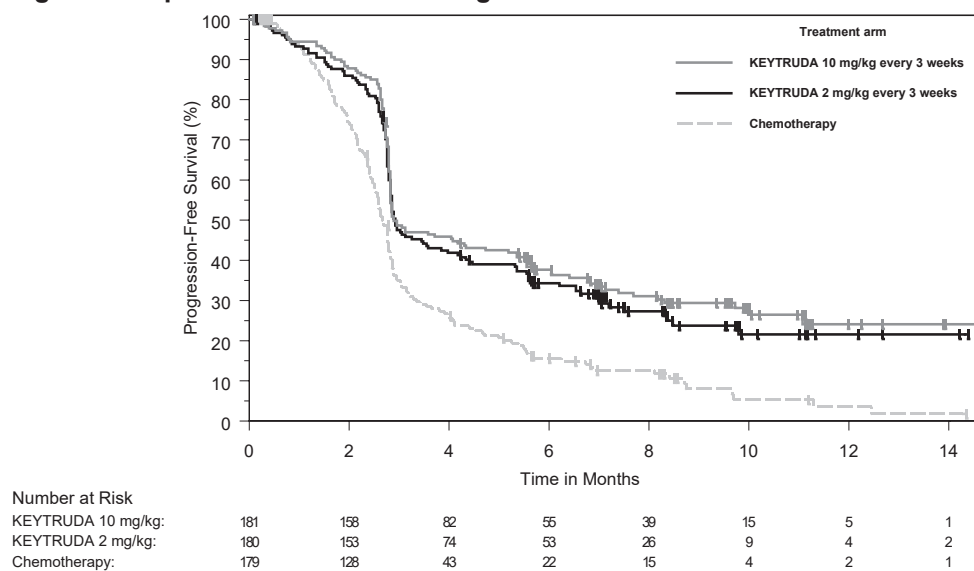 Treatment arm
KEYTRUDA 10 mg/kg every 3 weeks
KEYTRUDA 2 mg/kg every 3 weeks
Chemotherapy
Progression-Free Survival (%)
100
90
80
70
60
50
40
30
20
10
0
0 2 4 6 8 10 12 14
Time in Months
Number at Risk
KEYTRUDA 10 mg/kg: 181 158 82 55 39 15 5 1
KEYTRUDA 2 mg/kg: 180 153 74 53 26 9 4 2
Chemotherapy: 179 128 43 22 15 4 2 1